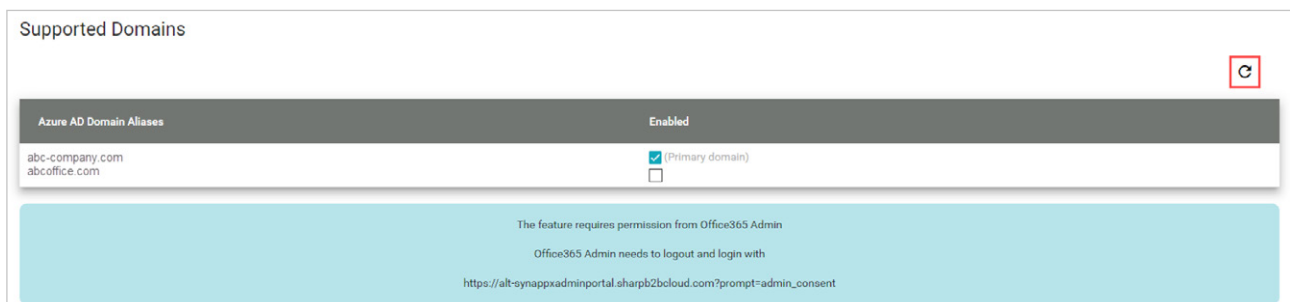 Supported Domains
Azure AD Domain Aliases Enabled
abc-company.com (Primary domain)
abcoffice.com
The feature requires permission from Office365 Admin
Office365 Admin needs to logout and login with
https://alt-synappxadminportal.sharpb2bcloud.com?prompt=admin_consent